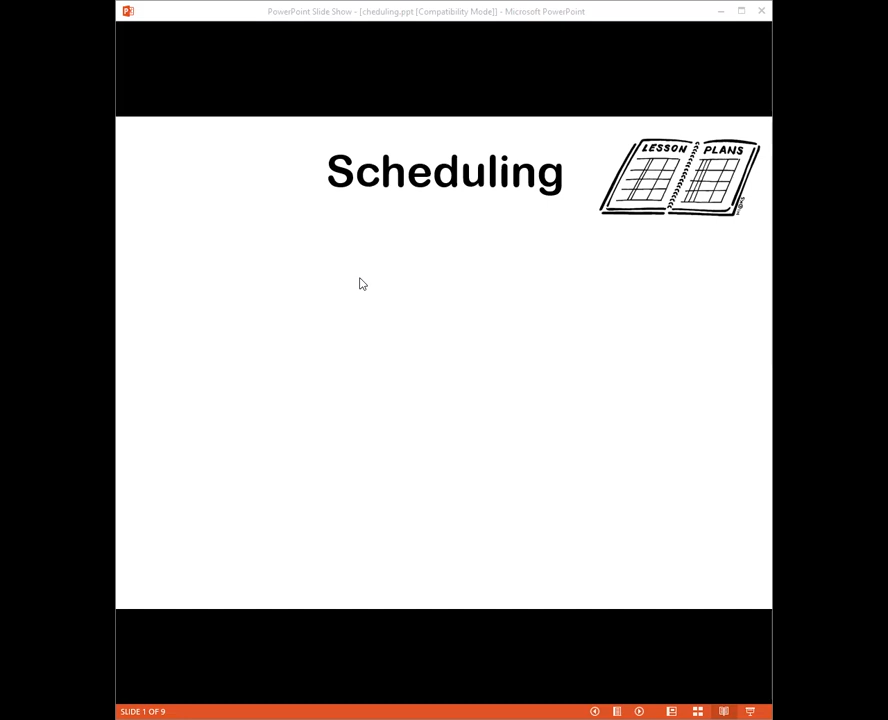 PowerPoint Slide Show - [cheduling.ppt [Compatibility Mode]] - Microsoft PowerPoint
Scheduling
LESSON PLANS
SLIDE 1 OF 9